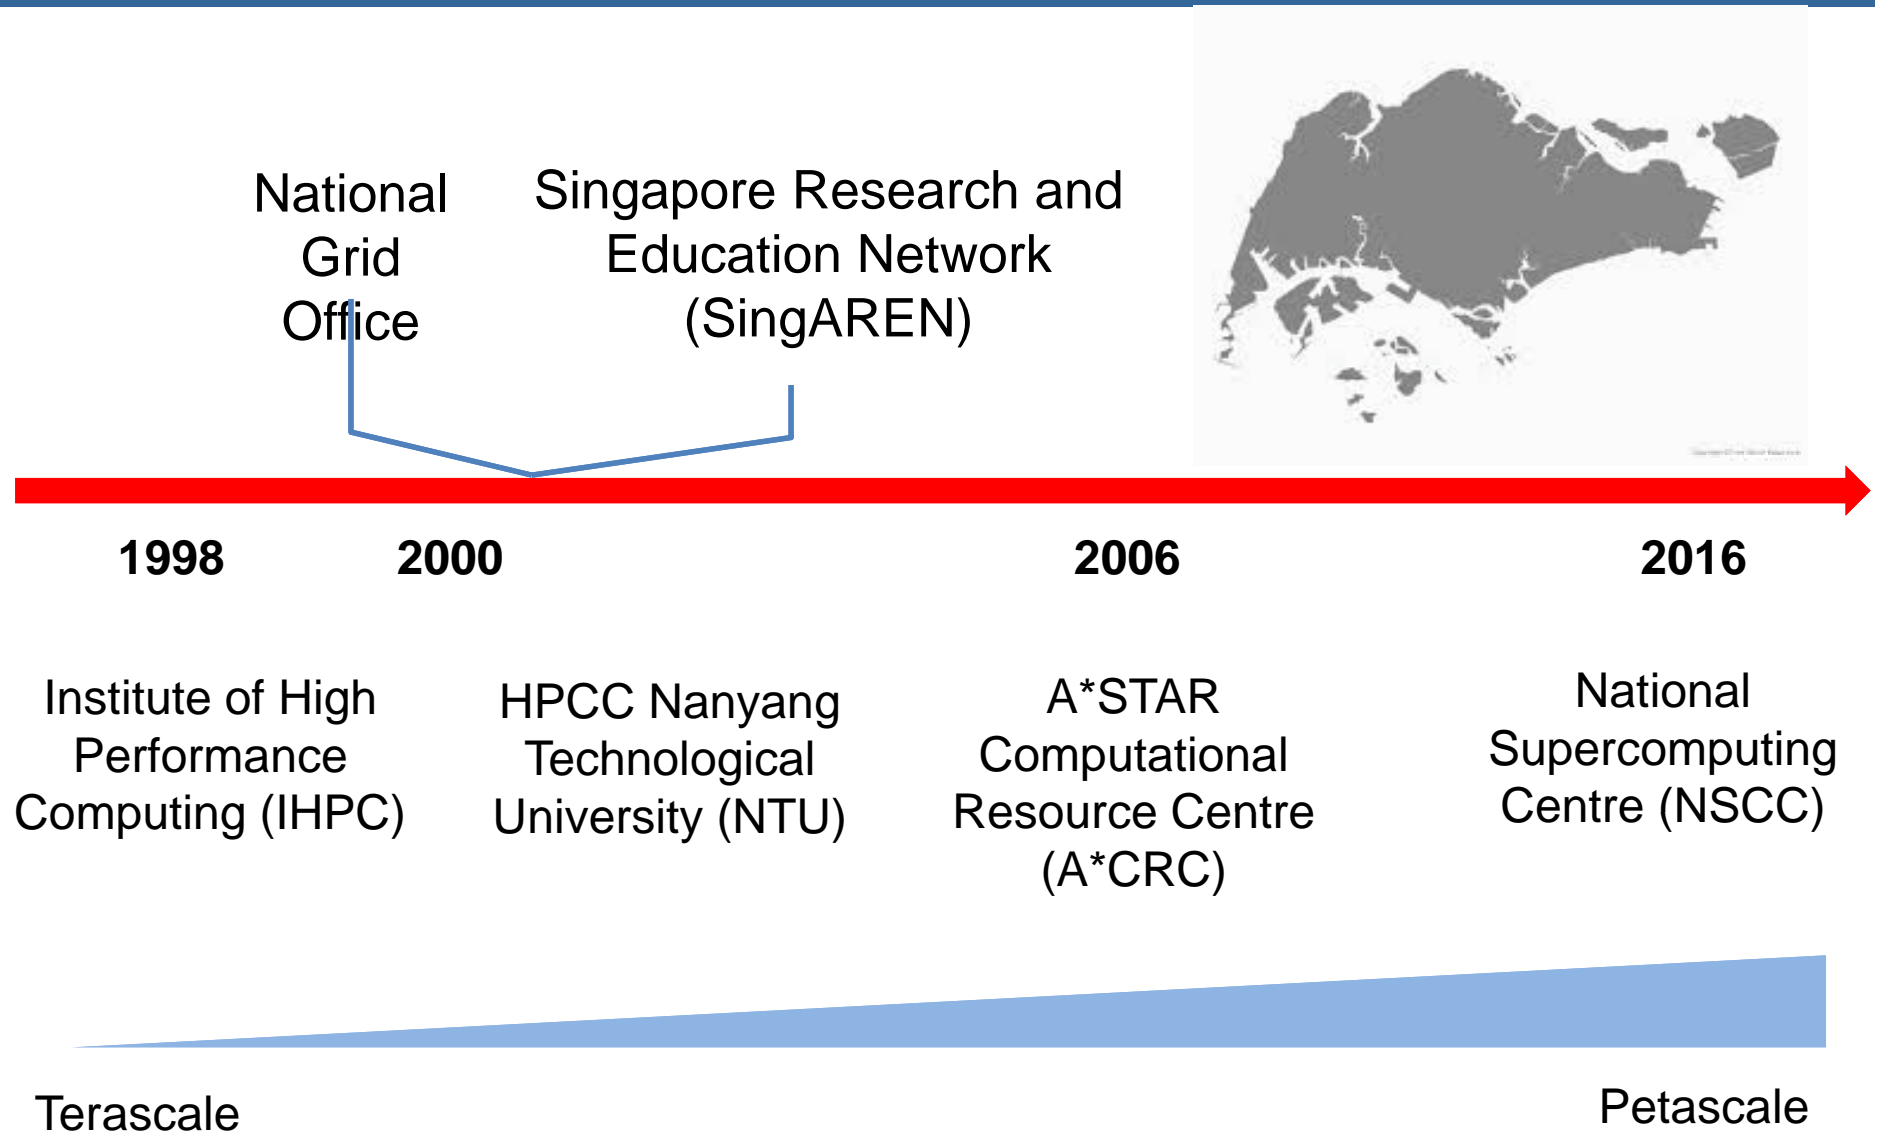 National
Grid
Office
Singapore Research and
Education Network
(SingAREN)
1998
2000
2006
2016
Institute of High
Performance
Computing (IHPC)
HPCC Nanyang
Technological
University (NTU)
A*STAR
Computational
Resource Centre
(A*CRC)
National
Supercomputing
Centre (NSCC)
Terascale
Petascale